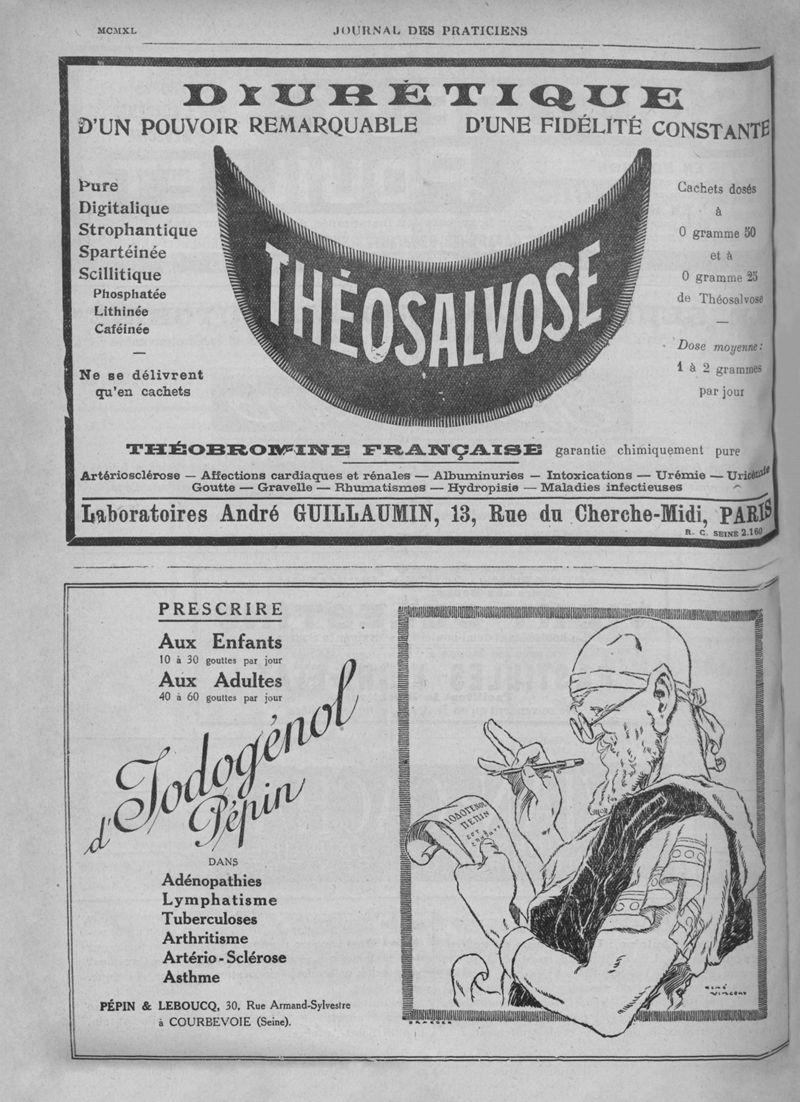 MCMXL
JOURNAL DES PRATICIENS
DIURÉTIQUE
D'UN POUVOIR REMARQUABLE D'UNE FIDÉLITÉ CONSTANTE
Pure
Digitalique
Strophantique
Spartéinée
Scillitique
Phosphatée
Lithinée
Caféinée
—
Ne se délivrent
qu'en cachets
THÉOSALVOSE
Cachets dosés
à
0 gramme 50
et à
0 gramme 25
de Théosalvose
—
Dose moyenne:
1 à 2 grammes
par jour
THÉOBROMINE FRANÇAISE garantie chimiquement pure
Artériosclérose — Affections cardiaques et rénales — Albuminuries — Intoxications — Urémie — Uricémie
Goutte — Gravelle — Rhumatismes — Hydropisie — Maladies infectieuses
Laboratoires André GUILLAUMIN, 13, Rue du Cherche-Midi, PARIS
R. C. SEINE 2.160
PRESCRIRE
Aux Enfants
10 à 30 gouttes par jour
Aux Adultes
40 à 60 gouttes par jour
d'Iodogénol
Pépin
DANS
Adénopathies
Lymphatisme
Tuberculoses
Arthritisme
Artério-Sclérose
Asthme
PÉPIN & LEBOUCQ, 30, Rue Armand-Sylvestre
à COURBEVOIE (Seine).
IODOGENOL
PEPIN
RENÉ
VINCENT
DRAEGER